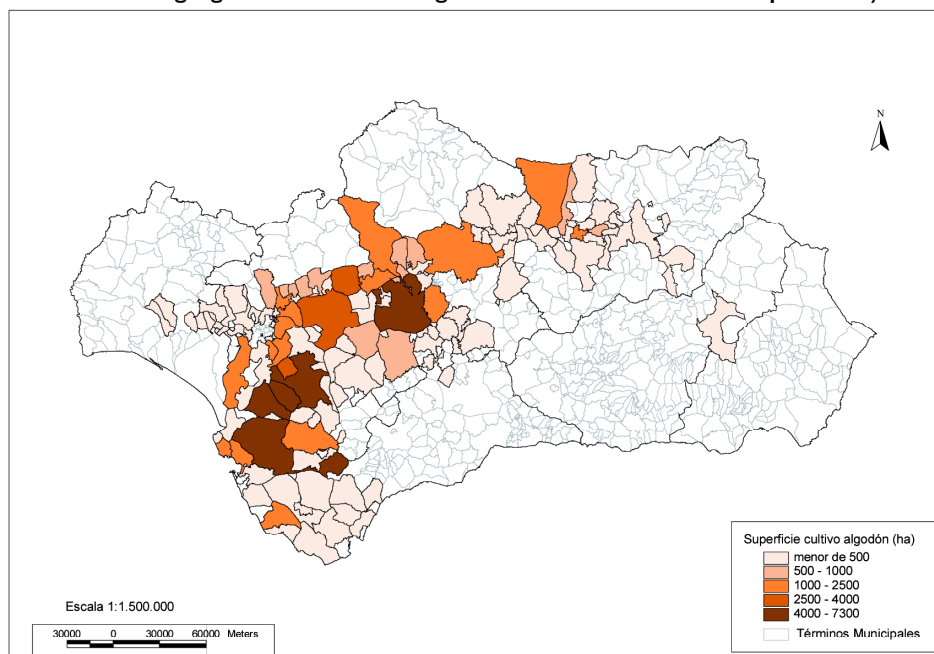 N
Superficie cultivo algodón (ha)
menor de 500
500 - 1000
1000 - 2500
2500 - 4000
4000 - 7300
Términos Municipales
Escala 1:1.500.000
30000 0 30000 60000 Meters